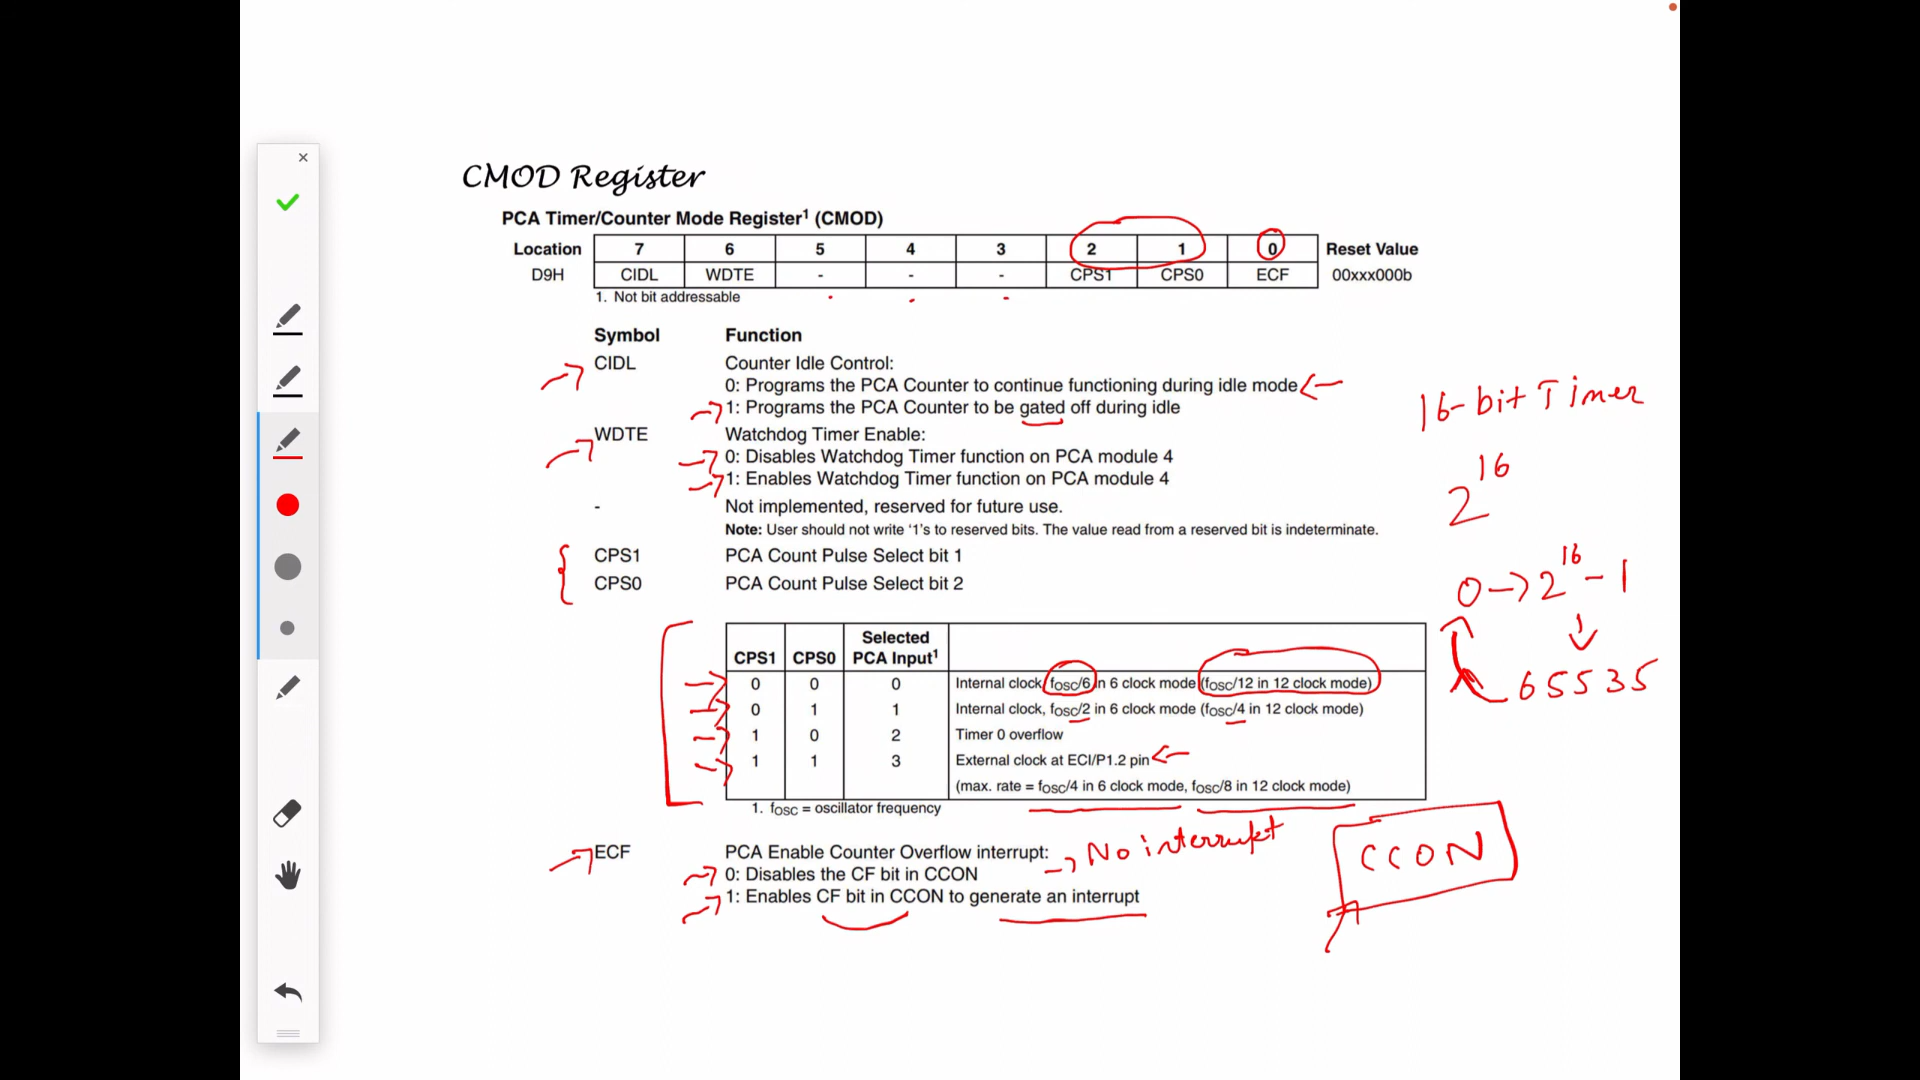 CMOD Register
PCA Timer/Counter Mode Register1 (CMOD)
Location 7 6 5 4 3 2 1 0 Reset Value
D9H CIDL WDTE - - - CPS1 CPS0 ECF 00xxx000b
1. Not bit addressable
Symbol Function
CIDL Counter Idle Control:
0: Programs the PCA Counter to continue functioning during idle mode
1: Programs the PCA Counter to be gated off during idle
WDTE Watchdog Timer Enable:
0: Disables Watchdog Timer function on PCA module 4
1: Enables Watchdog Timer function on PCA module 4
- Not implemented, reserved for future use.
Note: User should not write '1's to reserved bits. The value read from a reserved bit is indeterminate.
CPS1 PCA Count Pulse Select bit 1
CPS0 PCA Count Pulse Select bit 2
Selected
CPS1 CPS0 PCA Input1
0 0 0 Internal clock, fOSC/6 in 6 clock mode (fOSC/12 in 12 clock mode)
0 1 1 Internal clock, fOSC/2 in 6 clock mode (fOSC/4 in 12 clock mode)
1 0 2 Timer 0 overflow
1 1 3 External clock at ECI/P1.2 pin
(max. rate = fOSC/4 in 6 clock mode, fOSC/8 in 12 clock mode)
1. fOSC = oscillator frequency
ECF PCA Enable Counter Overflow interrupt:
0: Disables the CF bit in CCON
1: Enables CF bit in CCON to generate an interrupt
→ No interrupt
16-bit Timer
2^16
0→2^16-1
↓
65535
CCON